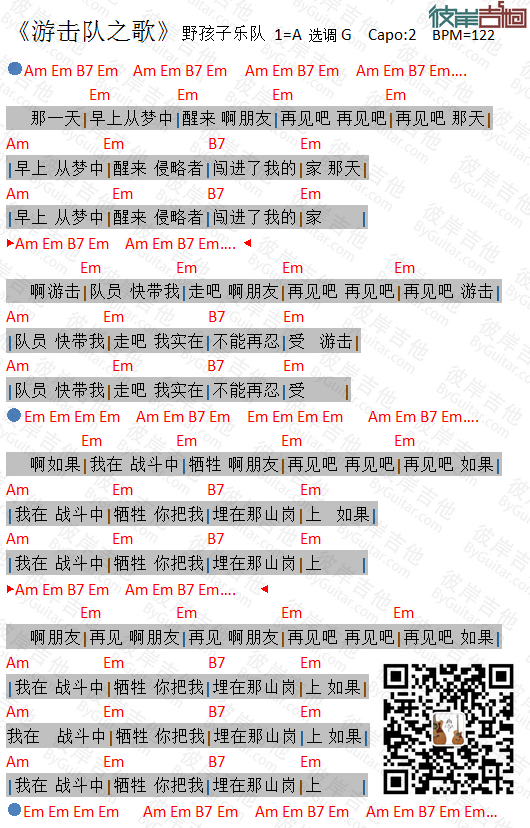 彼岸吉他
《游击队之歌》 野孩子乐队 1=A 选调 G Capo:2 BPM=122
Am Em B7 Em Am Em B7 Em Am Em B7 Em Am Em B7 Em....
Em Em Em Em
那一天|早上从梦中|醒来 啊朋友|再见吧 再见吧|再见吧 那天|
Am Em B7 Em
|早上 从梦中|醒来 侵略者|闯进了我的|家 那天|
Am Em B7 Em
|早上 从梦中|醒来 侵略者|闯进了我的|家 |
Am Em B7 Em Am Em B7 Em....
Em Em Em Em
啊游击|队员 快带我|走吧 啊朋友|再见吧 再见吧|再见吧 游击|
Am Em B7 Em
|队员 快带我|走吧 我实在|不能再忍|受 游击|
Am Em B7 Em
|队员 快带我|走吧 我实在|不能再忍|受 |
Em Em Em Em Am Em B7 Em Em Em Em Em Am Em B7 Em....
Em Em Em Em
啊如果|我在 战斗中|牺牲 啊朋友|再见吧 再见吧|再见吧 如果|
Am Em B7 Em
|我在 战斗中|牺牲 你把我|埋在那山岗|上 如果|
Am Em B7 Em
|我在 战斗中|牺牲 你把我|埋在那山岗|上 |
Am Em B7 Em Am Em B7 Em....
Em Em Em Em
啊朋友|再见 啊朋友|再见 啊朋友|再见吧 再见吧|再见吧 如果|
Am Em B7 Em
|我在 战斗中|牺牲 你把我|埋在那山岗|上 如果|
Am Em B7 Em
我在 战斗中|牺牲 你把我|埋在那山岗|上 如果|
Am Em B7 Em
|我在 战斗中|牺牲 你把我|埋在那山岗|上 |
Em Em Em Em Am Em B7 Em Am Em B7 Em Am Em B7 Em Em...